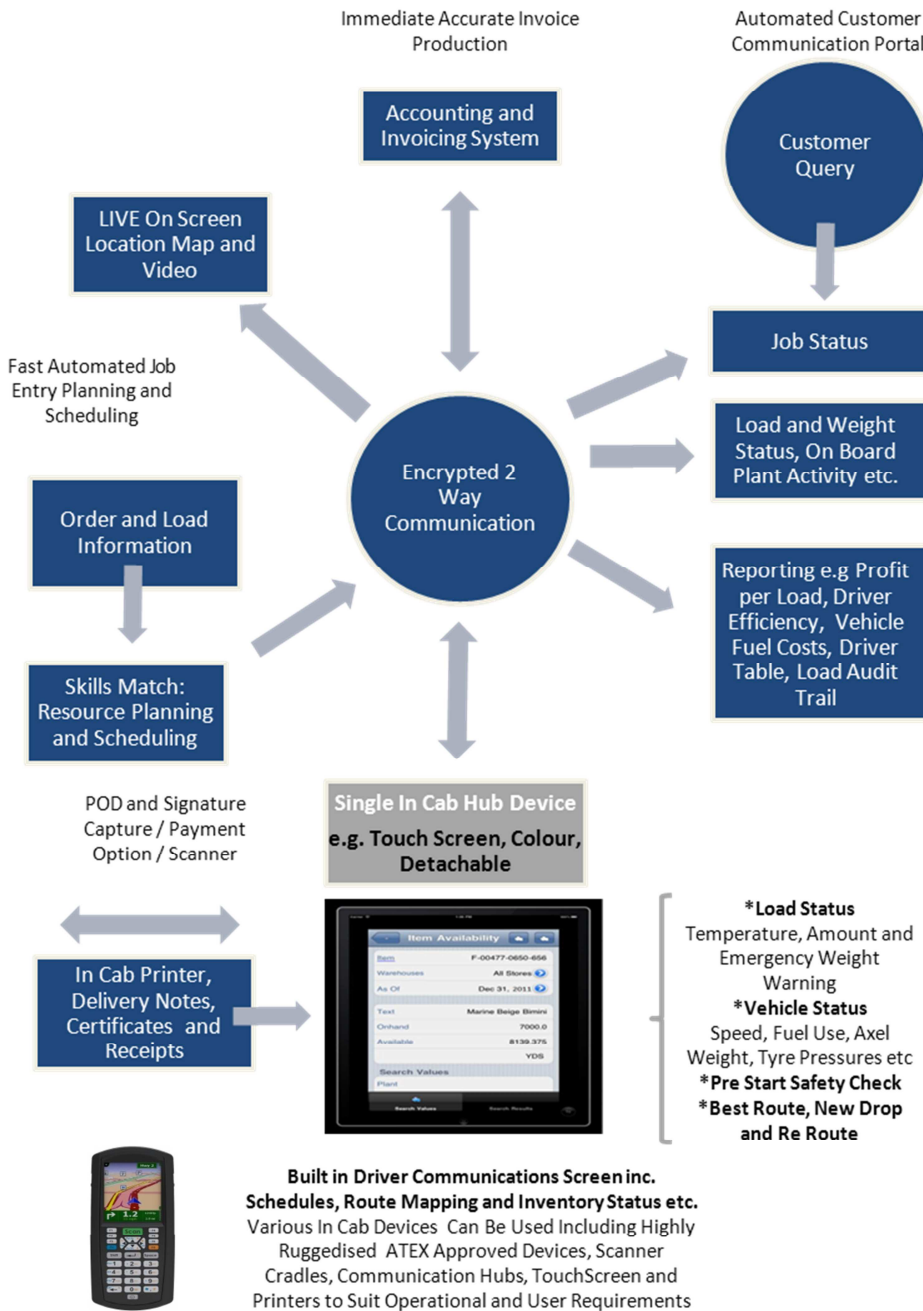 Immediate Accurate Invoice
Production
Automated Customer
Communication Portal
Accounting and
Invoicing System
Customer
Query
LIVE On Screen
Location Map and
Video
Job Status
Fast Automated Job
Entry Planning and
Scheduling
Load and Weight
Status, On Board
Plant Activity etc.
Encrypted 2
Way
Communication
Order and Load
Information
Reporting e.g Profit
per Load, Driver
Efficiency, Vehicle
Fuel Costs, Driver
Table, Load Audit
Trail
Skills Match:
Resource Planning
and Scheduling
POD and Signature
Capture / Payment
Option / Scanner
Single In Cab Hub Device
e.g. Touch Screen, Colour,
Detachable
In Cab Printer,
Delivery Notes,
Certificates and
Receipts
Item Availability
Item F-00477-0650-656
Warehouses All Stores
As Of Dec 31, 2011
Text Marine Beige Bimini
Onhand 7000.0
Available 8139.375
YDS
Search Values
Plant
Search Values Search Results
*Load Status
Temperature, Amount and
Emergency Weight
Warning
*Vehicle Status
Speed, Fuel Use, Axel
Weight, Tyre Pressures etc
*Pre Start Safety Check
*Best Route, New Drop
and Re Route
1.2
Built in Driver Communications Screen inc.
Schedules, Route Mapping and Inventory Status etc.
Various In Cab Devices Can Be Used Including Highly
Ruggedised ATEX Approved Devices, Scanner
Cradles, Communication Hubs, TouchScreen and
Printers to Suit Operational and User Requirements